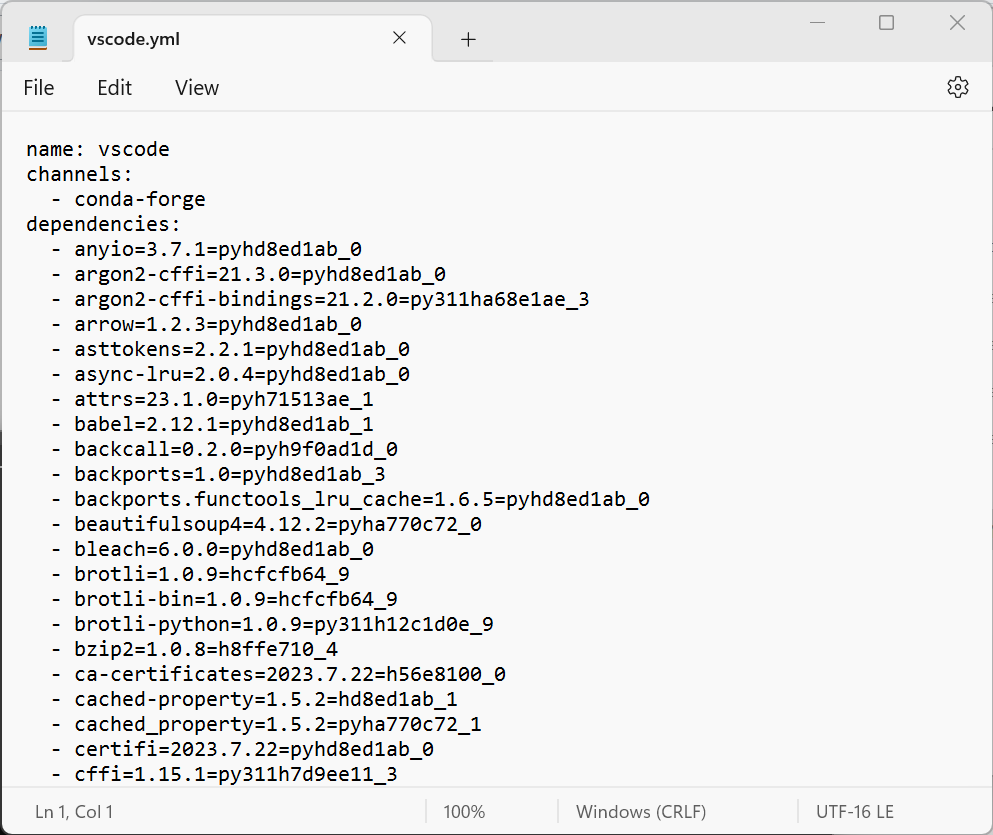 vscode.yml
File Edit View
name: vscode
channels:
  - conda-forge
dependencies:
  - anyio=3.7.1=pyhd8ed1ab_0
  - argon2-cffi=21.3.0=pyhd8ed1ab_0
  - argon2-cffi-bindings=21.2.0=py311ha68e1ae_3
  - arrow=1.2.3=pyhd8ed1ab_0
  - asttokens=2.2.1=pyhd8ed1ab_0
  - async-lru=2.0.4=pyhd8ed1ab_0
  - attrs=23.1.0=pyh71513ae_1
  - babel=2.12.1=pyhd8ed1ab_1
  - backcall=0.2.0=pyh9f0ad1d_0
  - backports=1.0=pyhd8ed1ab_3
  - backports.functools_lru_cache=1.6.5=pyhd8ed1ab_0
  - beautifulsoup4=4.12.2=pyha770c72_0
  - bleach=6.0.0=pyhd8ed1ab_0
  - brotli=1.0.9=hcfcfb64_9
  - brotli-bin=1.0.9=hcfcfb64_9
  - brotli-python=1.0.9=py311h12c1d0e_9
  - bzip2=1.0.8=h8ffe710_4
  - ca-certificates=2023.7.22=h56e8100_0
  - cached-property=1.5.2=hd8ed1ab_1
  - cached_property=1.5.2=pyha770c72_1
  - certifi=2023.7.22=pyhd8ed1ab_0
  - cffi=1.15.1=py311h7d9ee11_3
Ln 1, Col 1 100% Windows (CRLF) UTF-16 LE